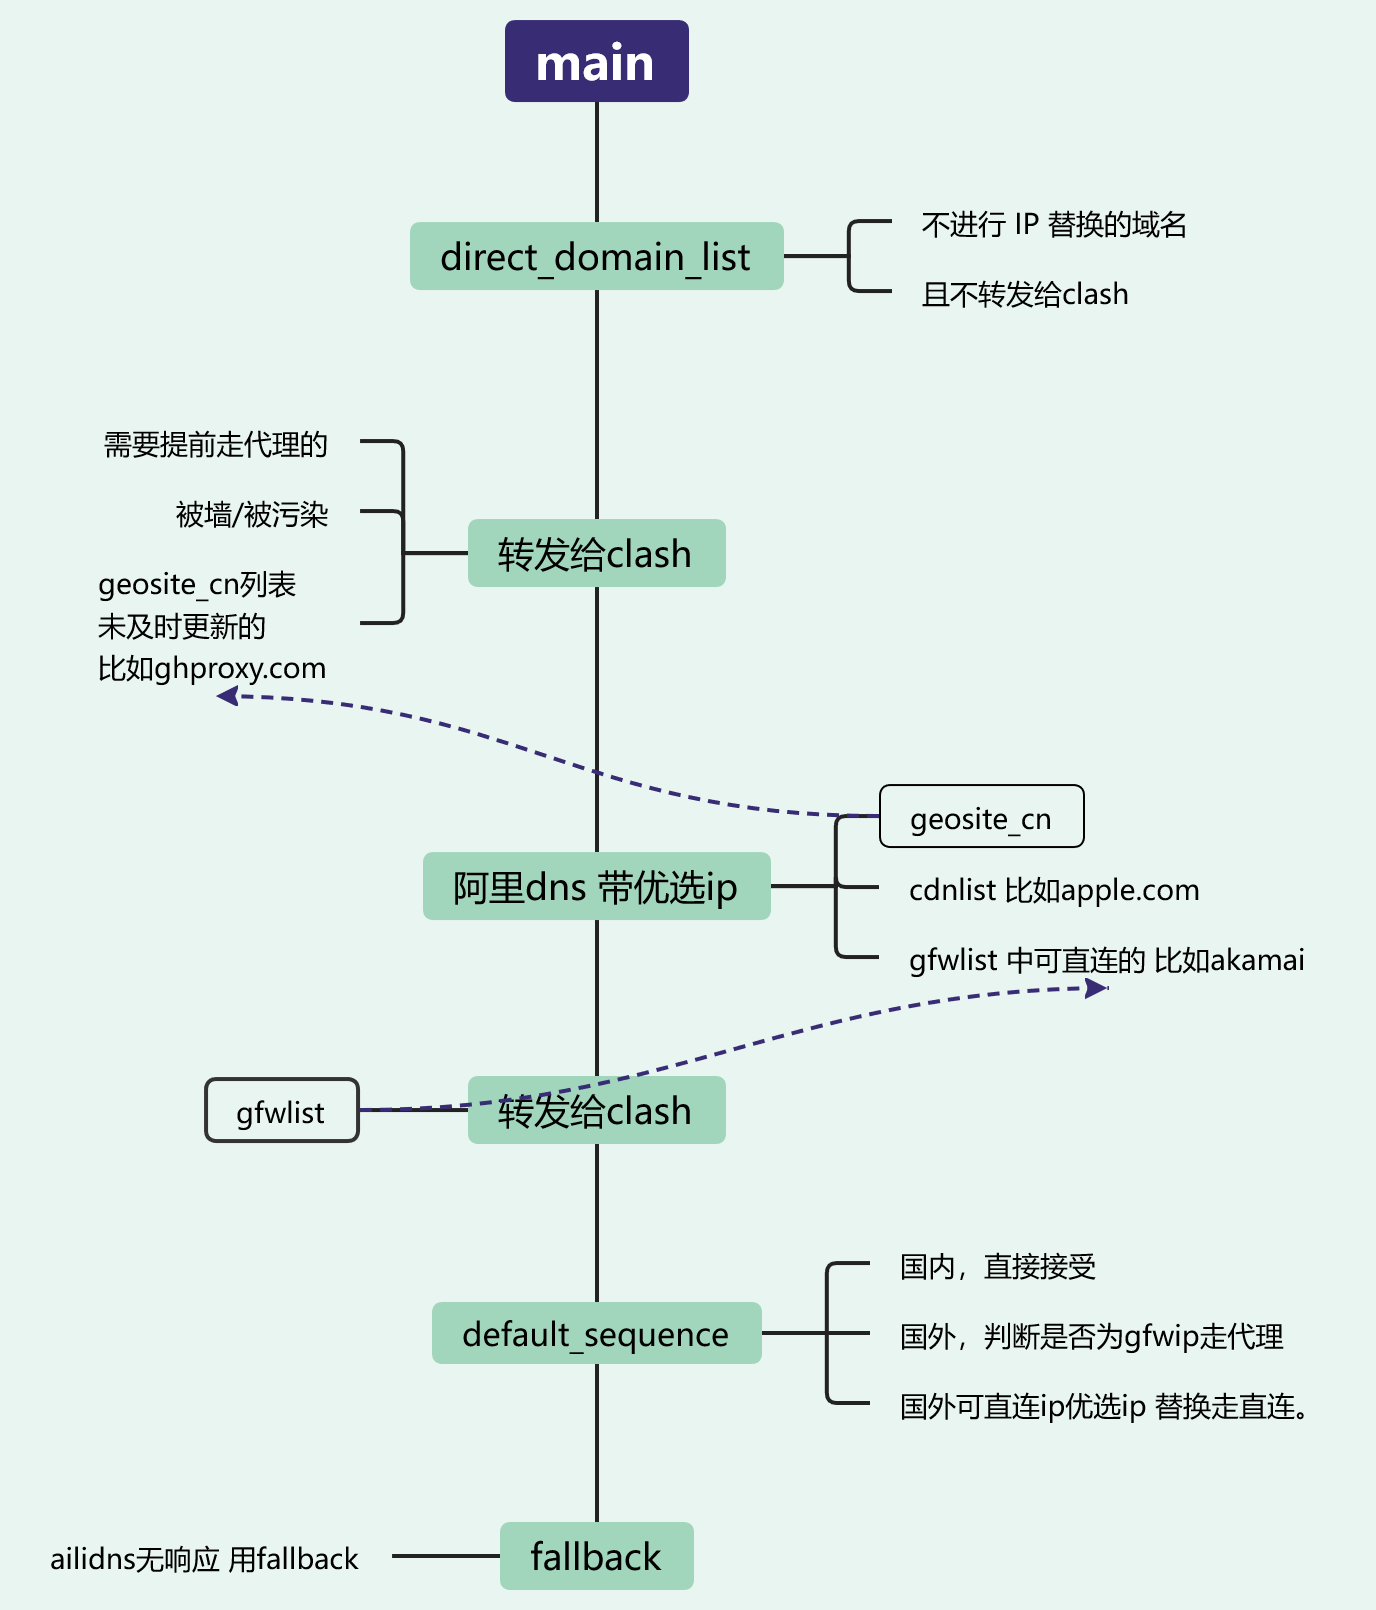 main
direct_domain_list
不进行 IP 替换的域名
且不转发给clash
需要提前走代理的
被墙/被污染
geosite_cn列表
未及时更新的
比如ghproxy.com
转发给clash
geosite_cn
阿里dns 带优选ip
cdnlist 比如apple.com
gfwlist 中可直连的 比如akamai
gfwlist
转发给clash
国内，直接接受
default_sequence
国外，判断是否为gfwip走代理
国外可直连ip优选ip 替换走直连。
ailidns无响应 用fallback
fallback